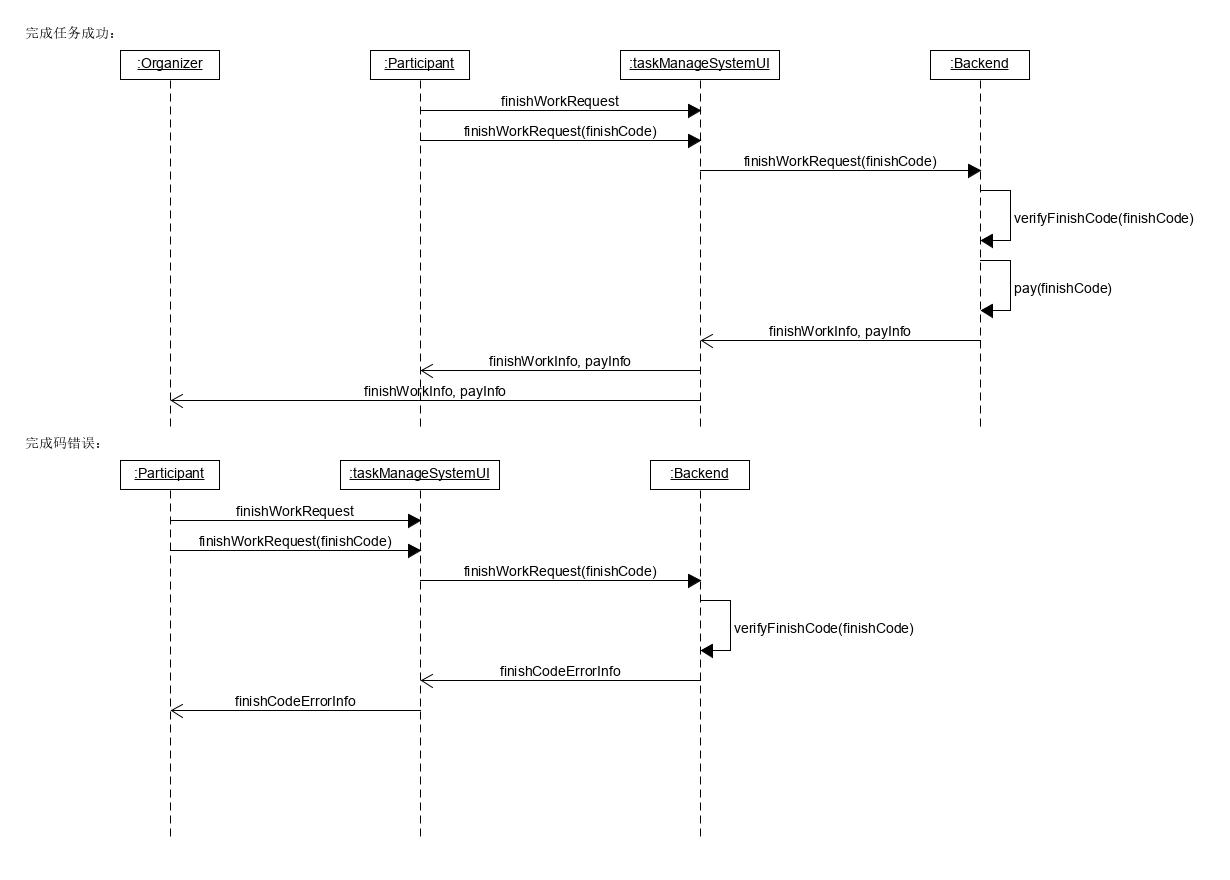 完成任务成功：
:Organizer
:Participant
:taskManageSystemUI
:Backend
finishWorkRequest
finishWorkRequest(finishCode)
finishWorkRequest(finishCode)
verifyFinishCode(finishCode)
pay(finishCode)
finishWorkInfo, payInfo
finishWorkInfo, payInfo
finishWorkInfo, payInfo
完成码错误：
:Participant
:taskManageSystemUI
:Backend
finishWorkRequest
finishWorkRequest(finishCode)
finishWorkRequest(finishCode)
verifyFinishCode(finishCode)
finishCodeErrorInfo
finishCodeErrorInfo